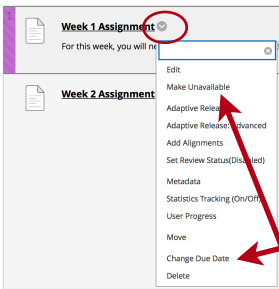 Week 1 Assignment
For this week, you will
Edit
Make Unavailable
Adaptive Release
Adaptive Release: Advanced
Week 2 Assignment
Add Alignments
Set Review Status(Disabled)
Metadata
Statistics Tracking (On/Off)
User Progress
Move
Change Due Date
Delete